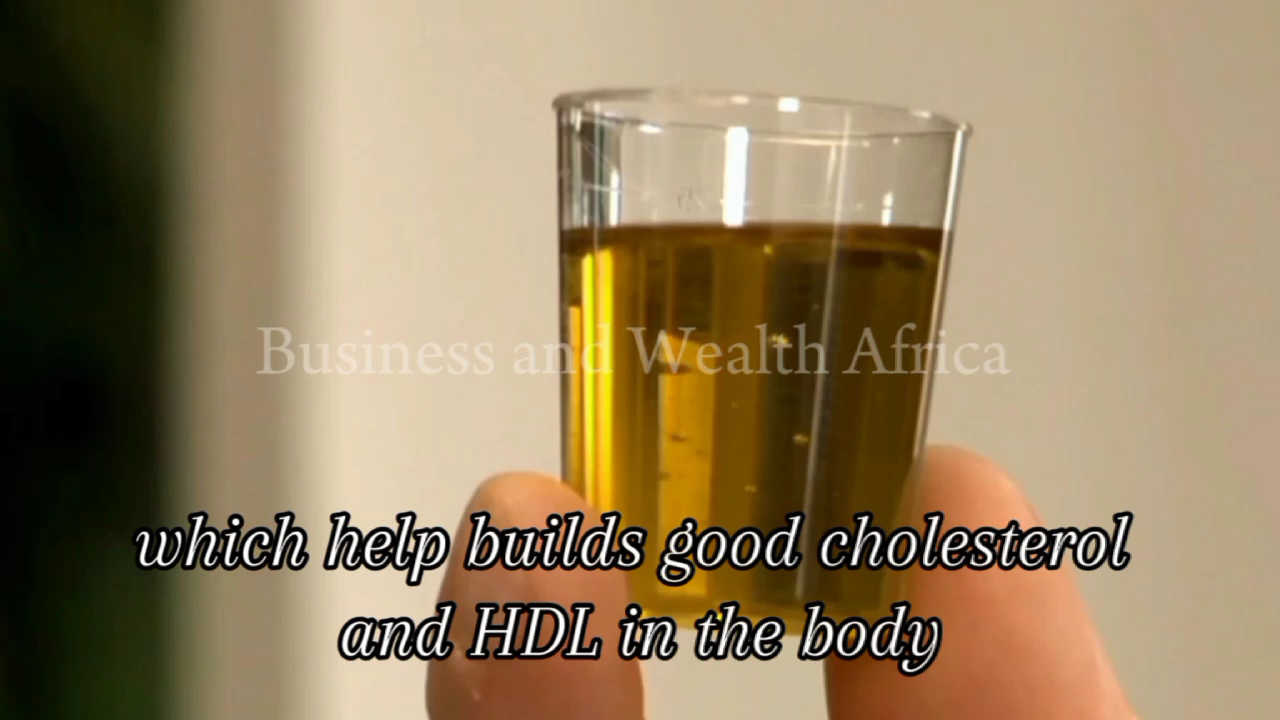 Business and Wealth Africa
which help builds good cholesterol
and HDL in the body